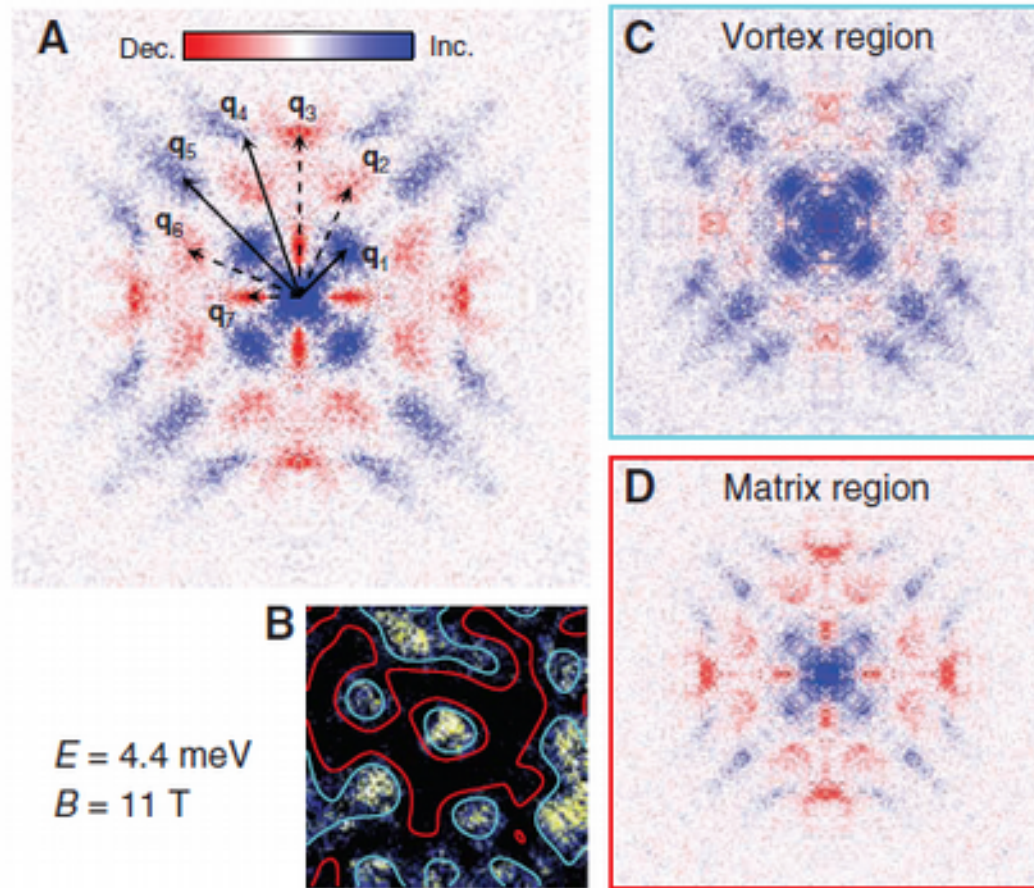 A
Dec.
Inc.
q4
q3
q5
q2
q6
q1
q7
B
E = 4.4 meV
B = 11 T
C
Vortex region
D
Matrix region